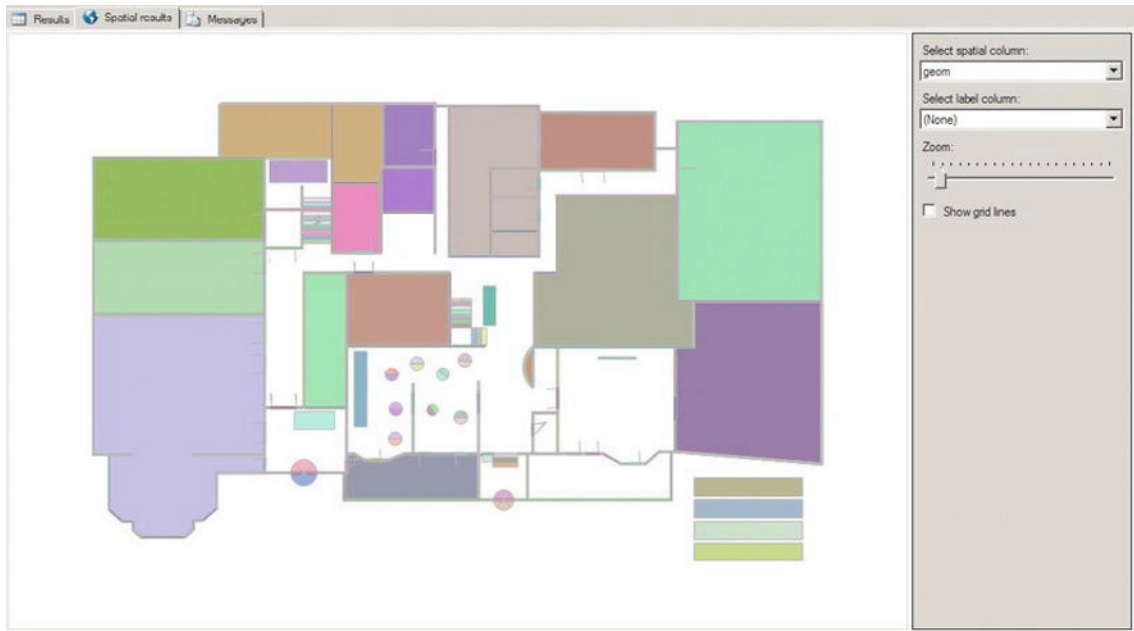 Results
Spatial results
Messages
Select spatial column:
geom
Select label column:
(None)
Zoom:
Show grid lines